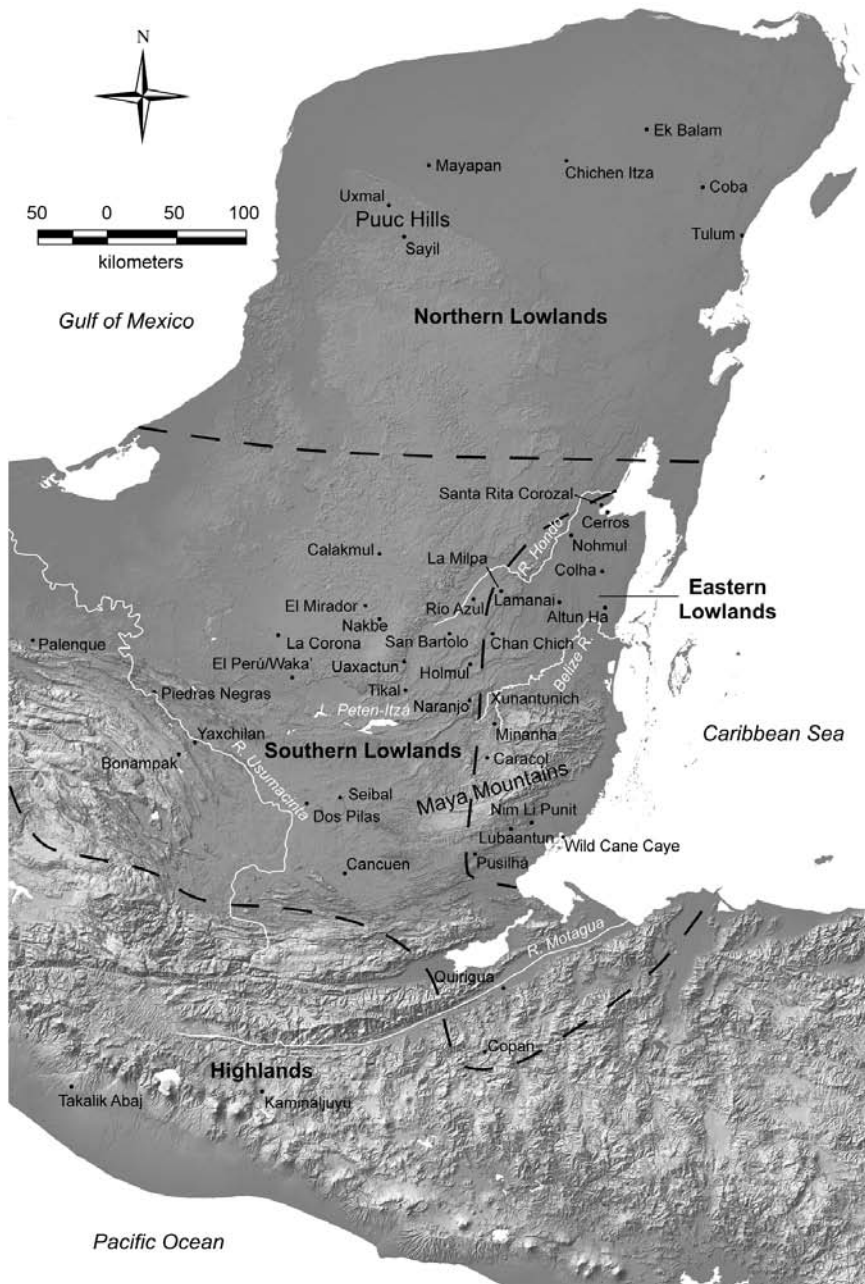 N
Ek Balam
Mayapan
Chichen Itza
Coba
Uxmal
50 0 50 100
Puuc Hills
Tulum
Sayil
kilometers
Gulf of Mexico
Northern Lowlands
Santa Rita Corozal
Cerros
R. Hondo
Nohmul
Calakmul
La Milpa
Colha
Eastern
Lowlands
El Mirador
Rio Azul
Lamanai
Altun Ha
Nakbe
Palenque
La Corona
San Bartolo
Chan Chich
El Perú/Waka'
Uaxactun
Holmul
Belize R.
Piedras Negras
Tikal
Naranjo
Xunantunich
L. Peten-Itzá
Minanha
Caribbean Sea
Yaxchilan
Southern Lowlands
Bonampak
R. Usumacinta
Caracol
Maya Mountains
Seibal
Dos Pilas
Nim Li Punit
Lubaantun
Wild Cane Caye
Cancuen
Pusilhá
R. Motagua
Quirigua
Copan
Highlands
Takalik Abaj
Kaminaljuyu
Pacific Ocean